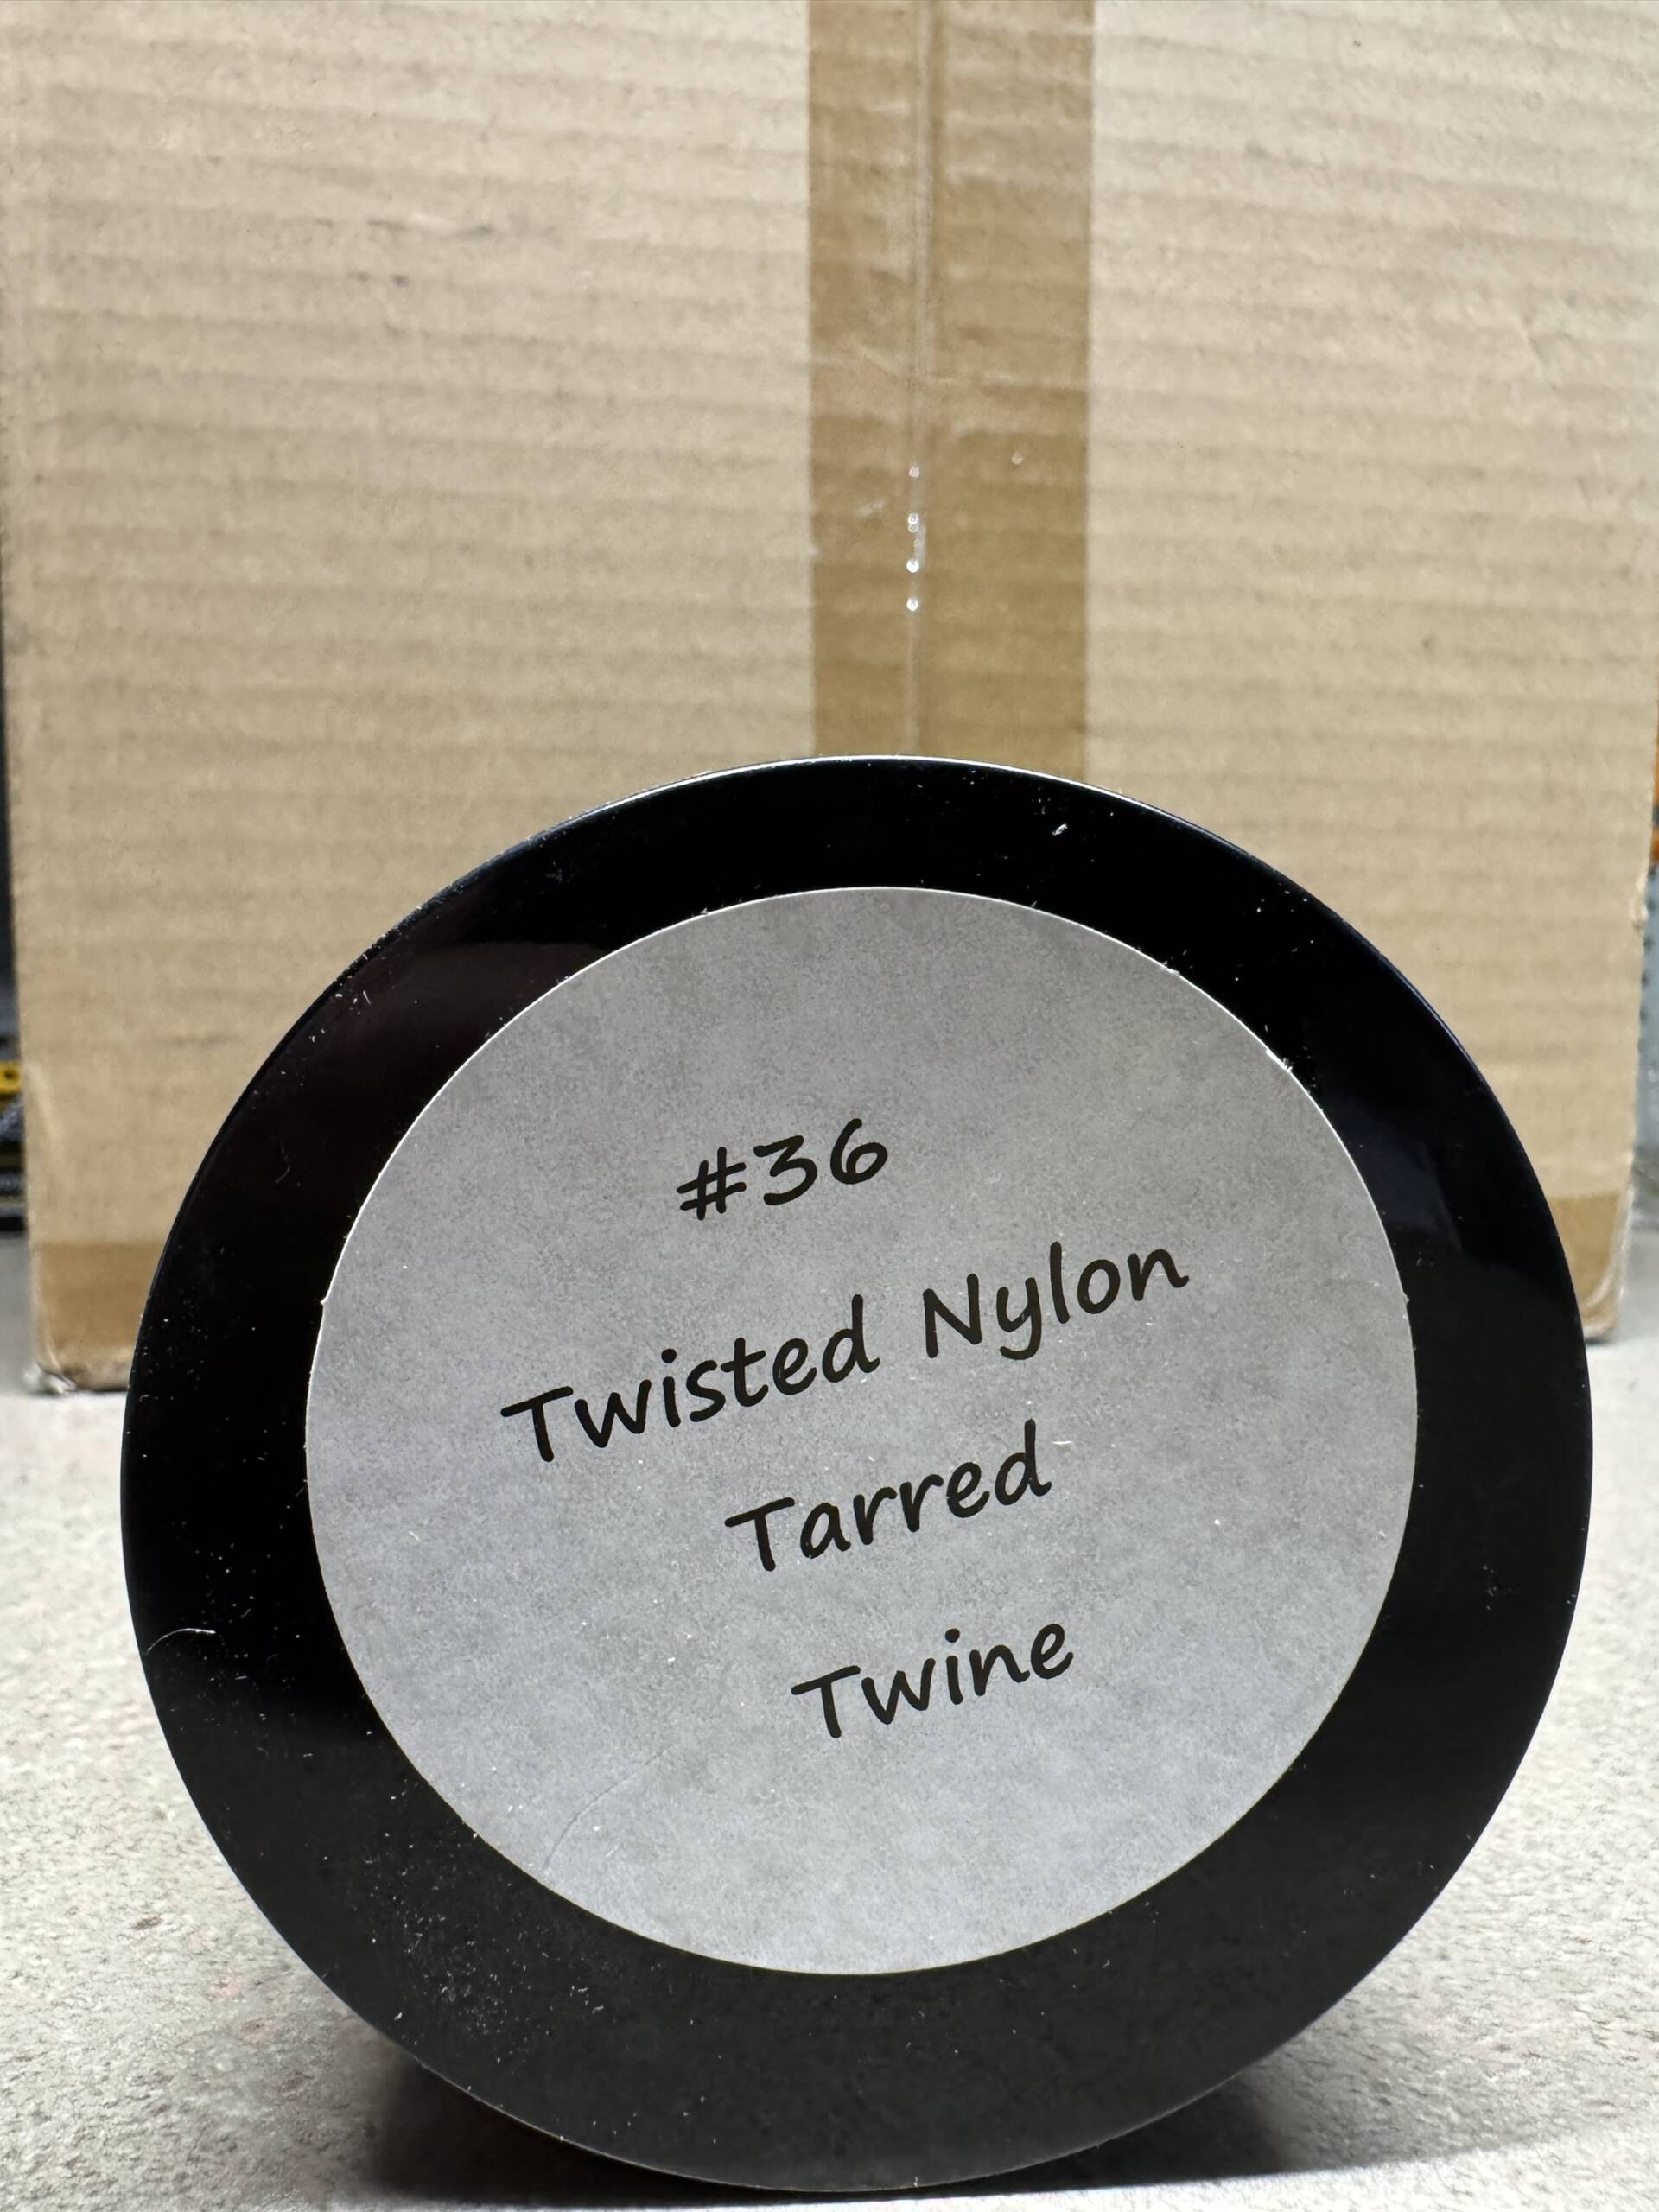 #36
Twisted Nylon
Tarred
Twine